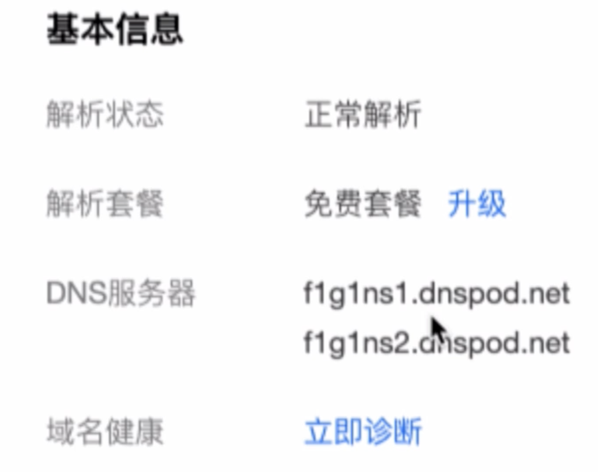 基本信息
解析状态 正常解析
解析套餐 免费套餐 升级
DNS服务器 f1g1ns1.dnspod.net
f1g1ns2.dnspod.net
域名健康 立即诊断